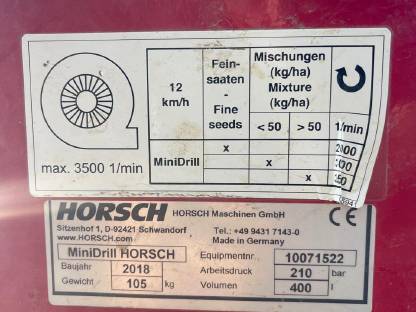 12
km/h
Fein-
saaten
-
Fine
seeds
Mischungen
(kg/ha)
Mixture
(kg/ha)
< 50 > 50 1/min
MiniDrill
x
x
x
max. 3500 1/min
HORSCH HORSCH Maschinen GmbH CE
Sitzenhof 1, D-92421 Schwandorf Tel.: +49 9431 7143-0
www.HORSCH.com Made in Germany
MiniDrill HORSCH Equipmentnr. 10071522
Baujahr 2018 Arbeitsdruck 210 bar
Gewicht 105 kg Volumen 400 l